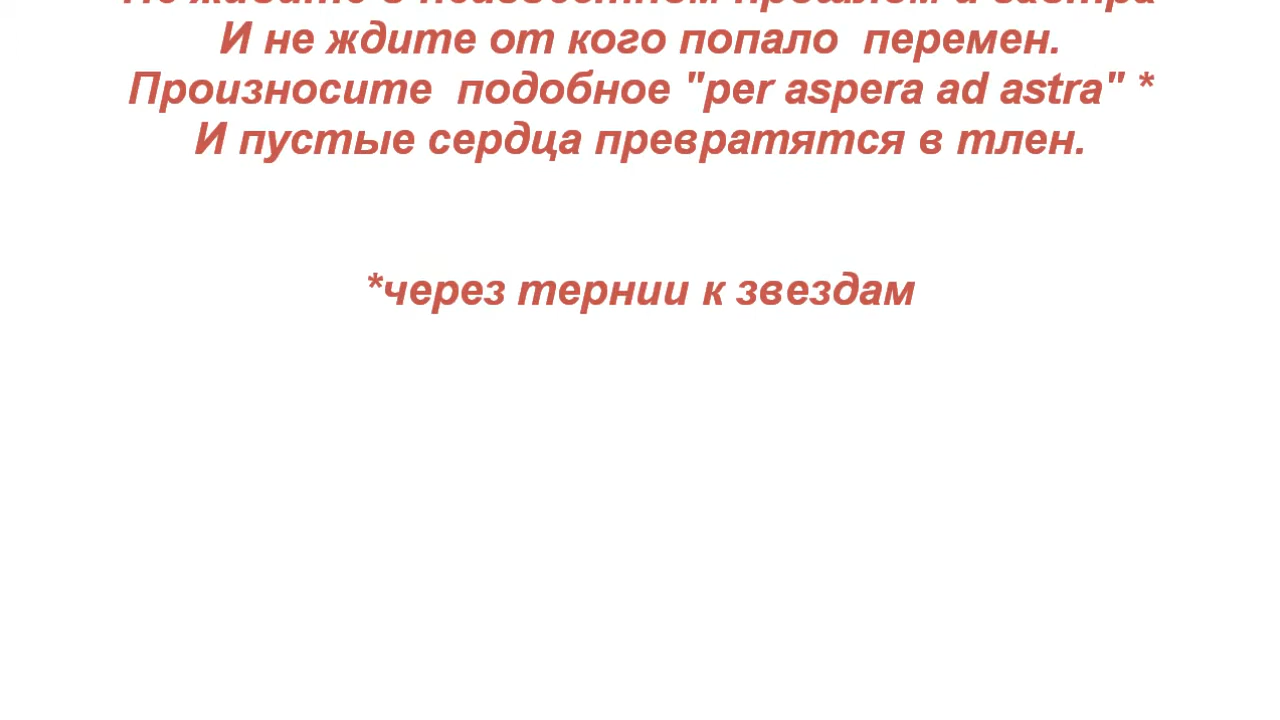 И не ждите от кого попало  перемен.
Произносите  подобное "per aspera ad astra" *
И пустые сердца превратятся в тлен.
*через тернии к звездам